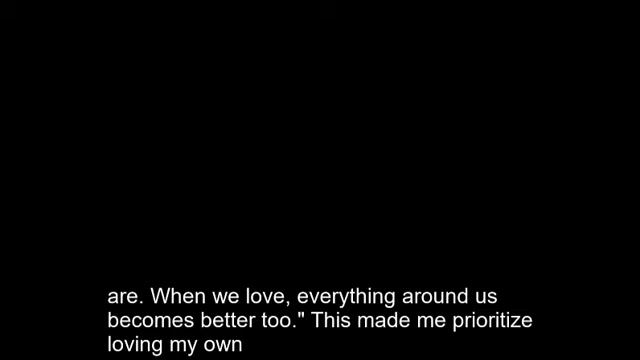 are. When we love, everything around us
becomes better too." This made me prioritize
loving my own